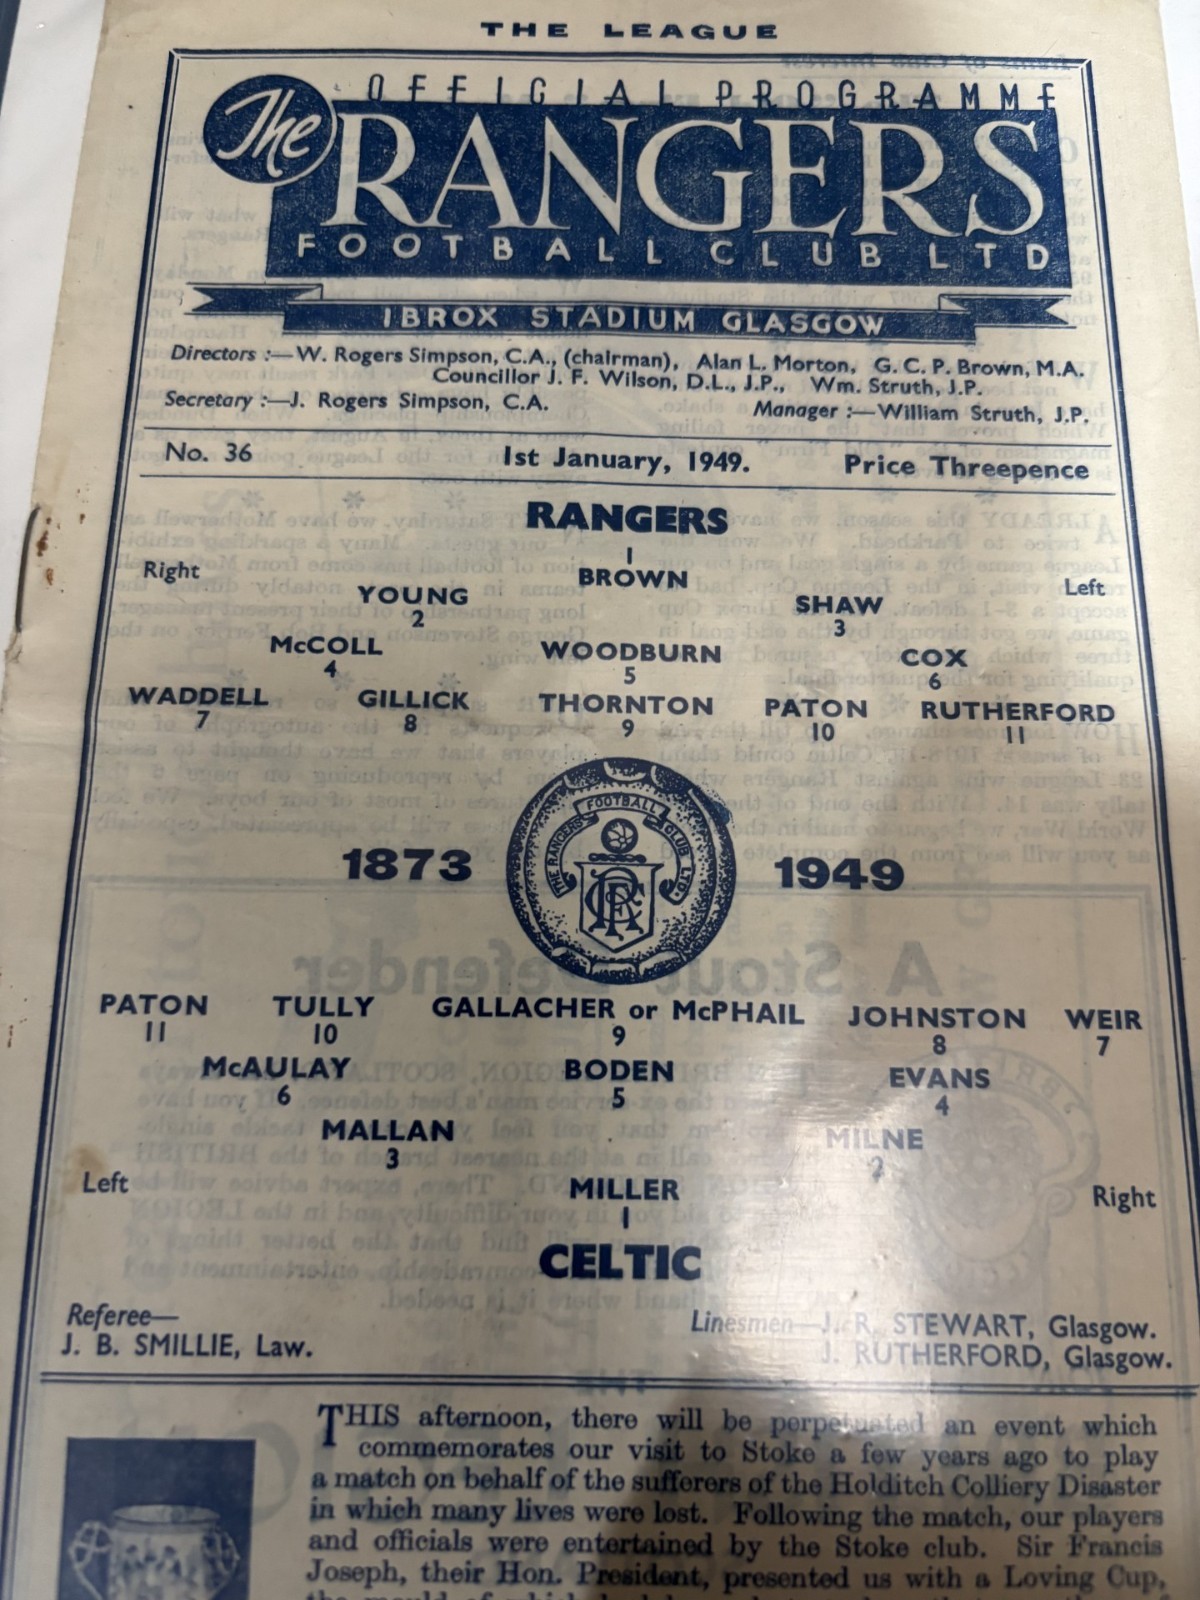 THE LEAGUE
OFFICIAL PROGRAMME
The RANGERS
FOOTBALL CLUB LTD
IBROX STADIUM GLASGOW
Directors :—W. Rogers Simpson, C.A., (chairman), Alan L. Morton, G. C. P. Brown, M.A.
Councillor J. F. Wilson, D.L., J.P., Wm. Struth, J.P.
Secretary :—J. Rogers Simpson, C.A. Manager :—William Struth, J.P.
No. 36 1st January, 1949. Price Threepence
RANGERS
1
Right BROWN Left
YOUNG SHAW
2 3
McCOLL WOODBURN COX
4 5 6
WADDELL GILLICK THORNTON PATON RUTHERFORD
7 8 9 10 11
THE RANGERS FOOTBALL CLUB LTD.
1873 1949
PATON TULLY GALLACHER or McPHAIL JOHNSTON WEIR
11 10 9 8 7
McAULAY BODEN EVANS
6 5 4
MALLAN MILNE
3 2
Left MILLER Right
1
CELTIC
Referee— Linesmen—J. R. STEWART, Glasgow.
J. B. SMILLIE, Law. J. RUTHERFORD, Glasgow.
THIS afternoon, there will be perpetuated an event which
commemorates our visit to Stoke a few years ago to play
a match on behalf of the sufferers of the Holditch Colliery Disaster
in which many lives were lost. Following the match, our players
and officials were entertained by the Stoke club. Sir Francis
Joseph, their Hon. President, presented us with a Loving Cup,